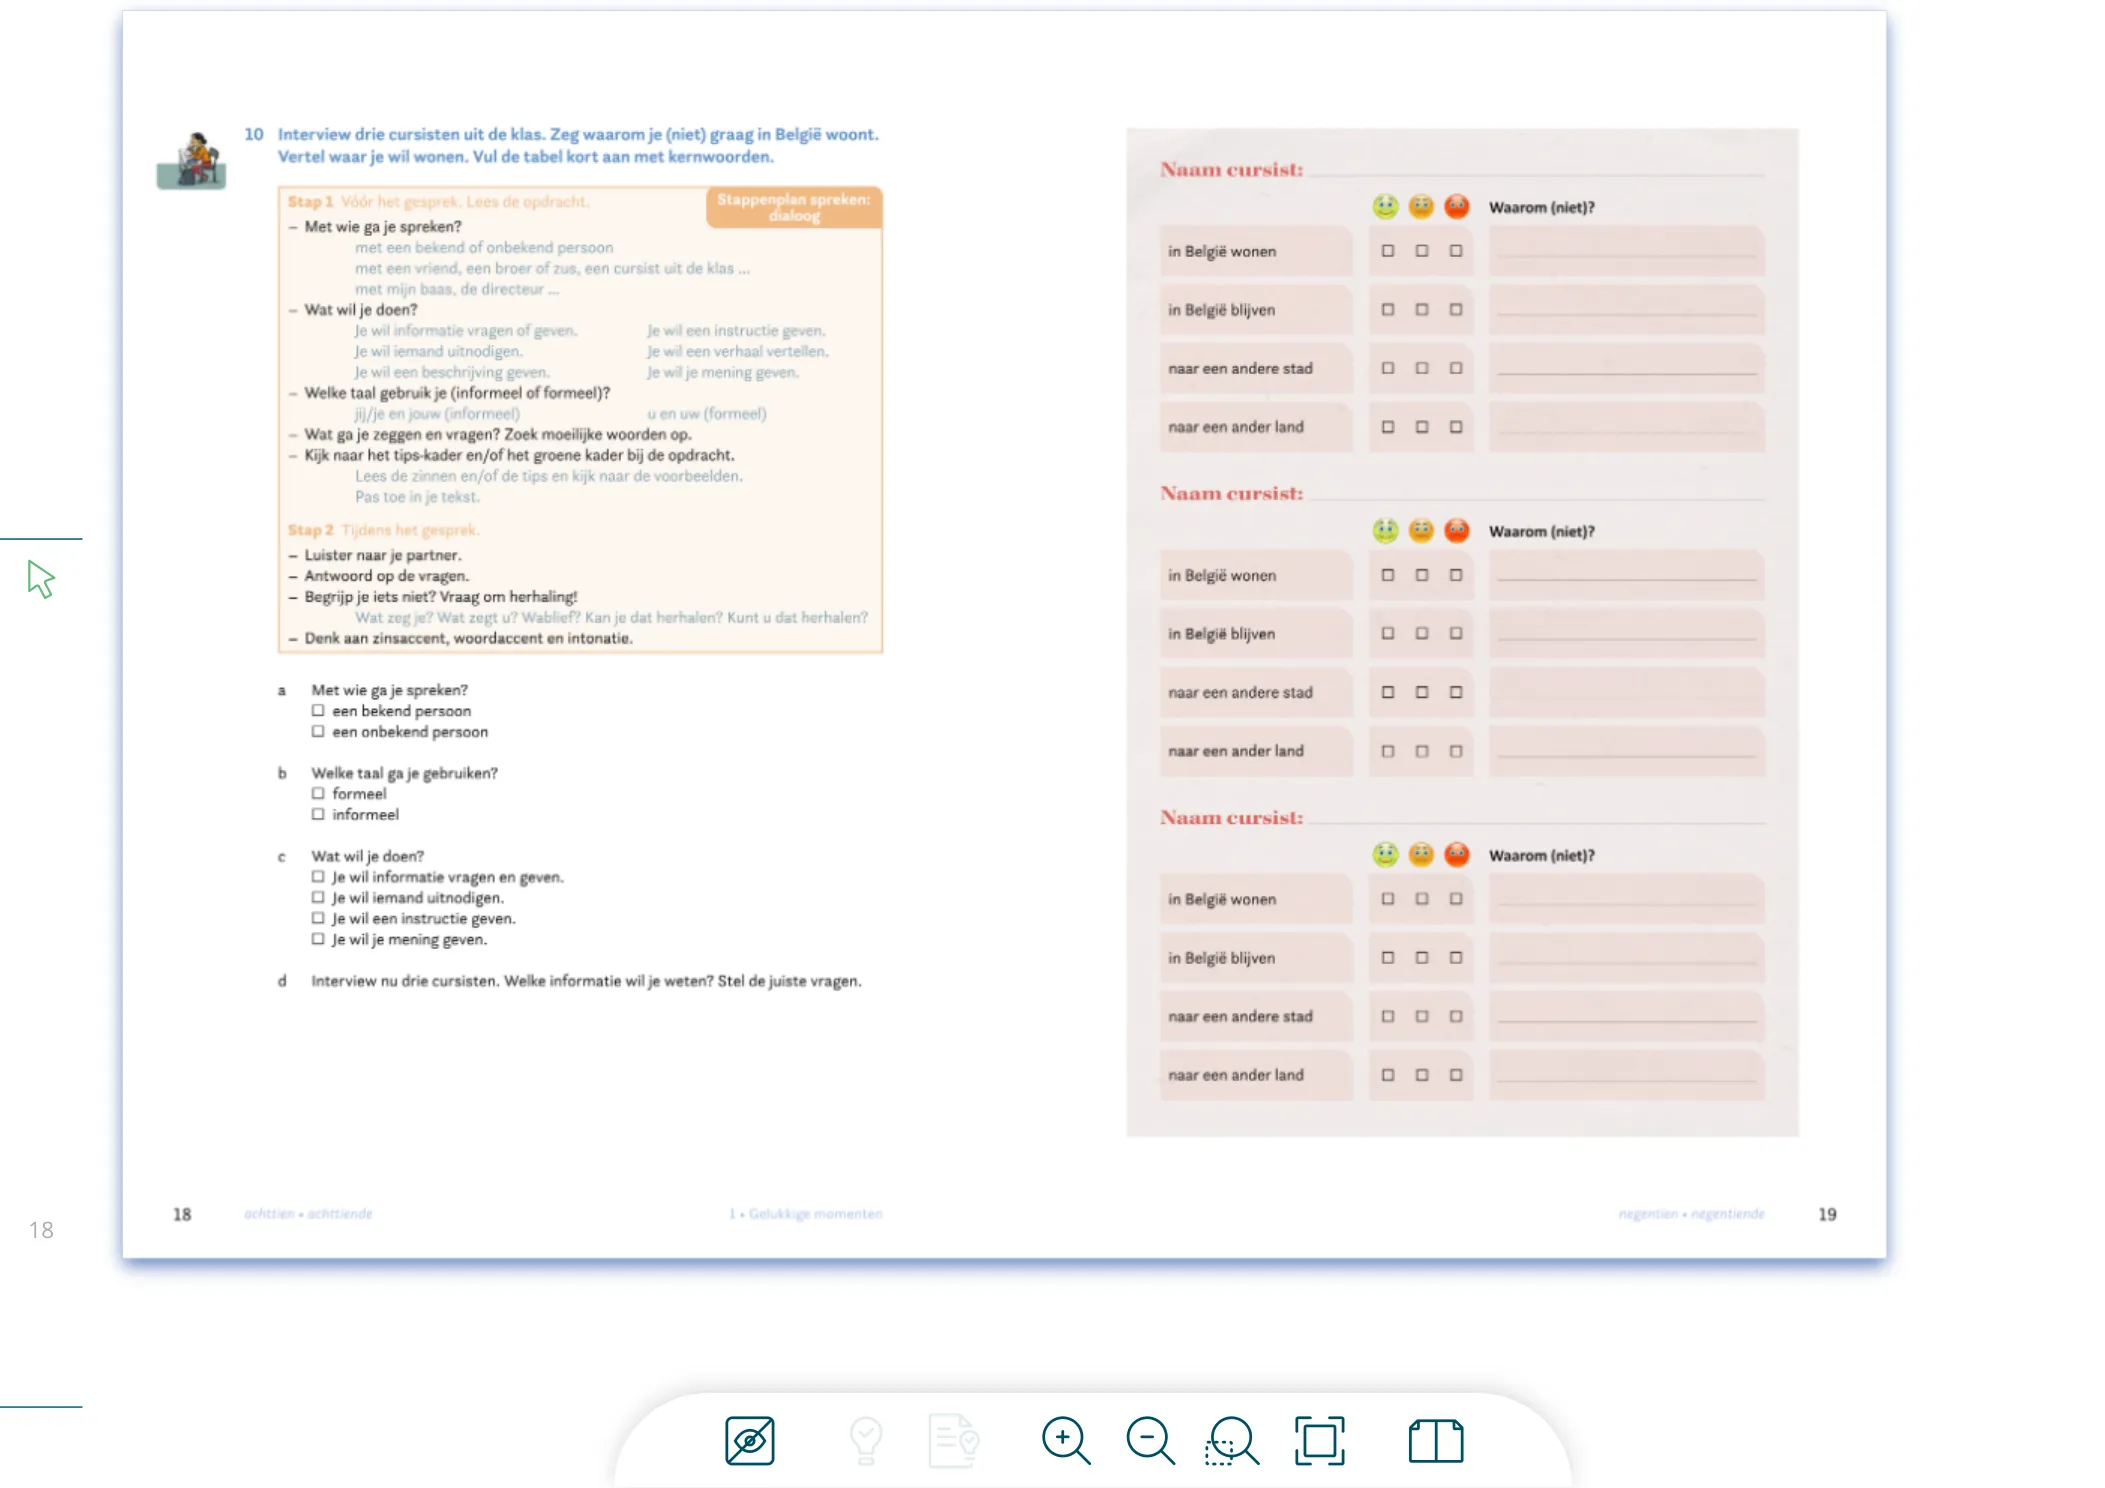 10 Interview drie cursisten uit de klas. Zeg waarom je (niet) graag in België woont.
Vertel waar je wil wonen. Vul de tabel kort aan met kernwoorden.
Stappenplan spreken:
dialoog
Stap 1 Vóór het gesprek. Lees de opdracht.
– Met wie ga je spreken?
met een bekend of onbekend persoon
met een vriend, een broer of zus, een cursist uit de klas ...
met mijn baas, de directeur ...
– Wat wil je doen?
Je wil informatie vragen of geven. Je wil een instructie geven.
Je wil iemand uitnodigen. Je wil een verhaal vertellen.
Je wil een beschrijving geven. Je wil je mening geven.
– Welke taal gebruik je (informeel of formeel)?
jij/je en jouw (informeel) u en uw (formeel)
– Wat ga je zeggen en vragen? Zoek moeilijke woorden op.
– Kijk naar het tips-kader en/of het groene kader bij de opdracht.
Lees de zinnen en/of de tips en kijk naar de voorbeelden.
Pas toe in je tekst.
Stap 2 Tijdens het gesprek.
– Luister naar je partner.
– Antwoord op de vragen.
– Begrijp je iets niet? Vraag om herhaling!
Wat zeg je? Wat zegt u? Wablief? Kan je dat herhalen? Kunt u dat herhalen?
– Denk aan zinsaccent, woordaccent en intonatie.
a Met wie ga je spreken?
een bekend persoon
een onbekend persoon
b Welke taal ga je gebruiken?
formeel
informeel
c Wat wil je doen?
Je wil informatie vragen en geven.
Je wil iemand uitnodigen.
Je wil een instructie geven.
Je wil je mening geven.
d Interview nu drie cursisten. Welke informatie wil je weten? Stel de juiste vragen.
18 achttien • achttiende 1 • Gelukkige momenten
Naam cursist:
Waarom (niet)?
in België wonen
in België blijven
naar een andere stad
naar een ander land
Naam cursist:
Waarom (niet)?
in België wonen
in België blijven
naar een andere stad
naar een ander land
Naam cursist:
Waarom (niet)?
in België wonen
in België blijven
naar een andere stad
naar een ander land
negentien • negentiende 19
18